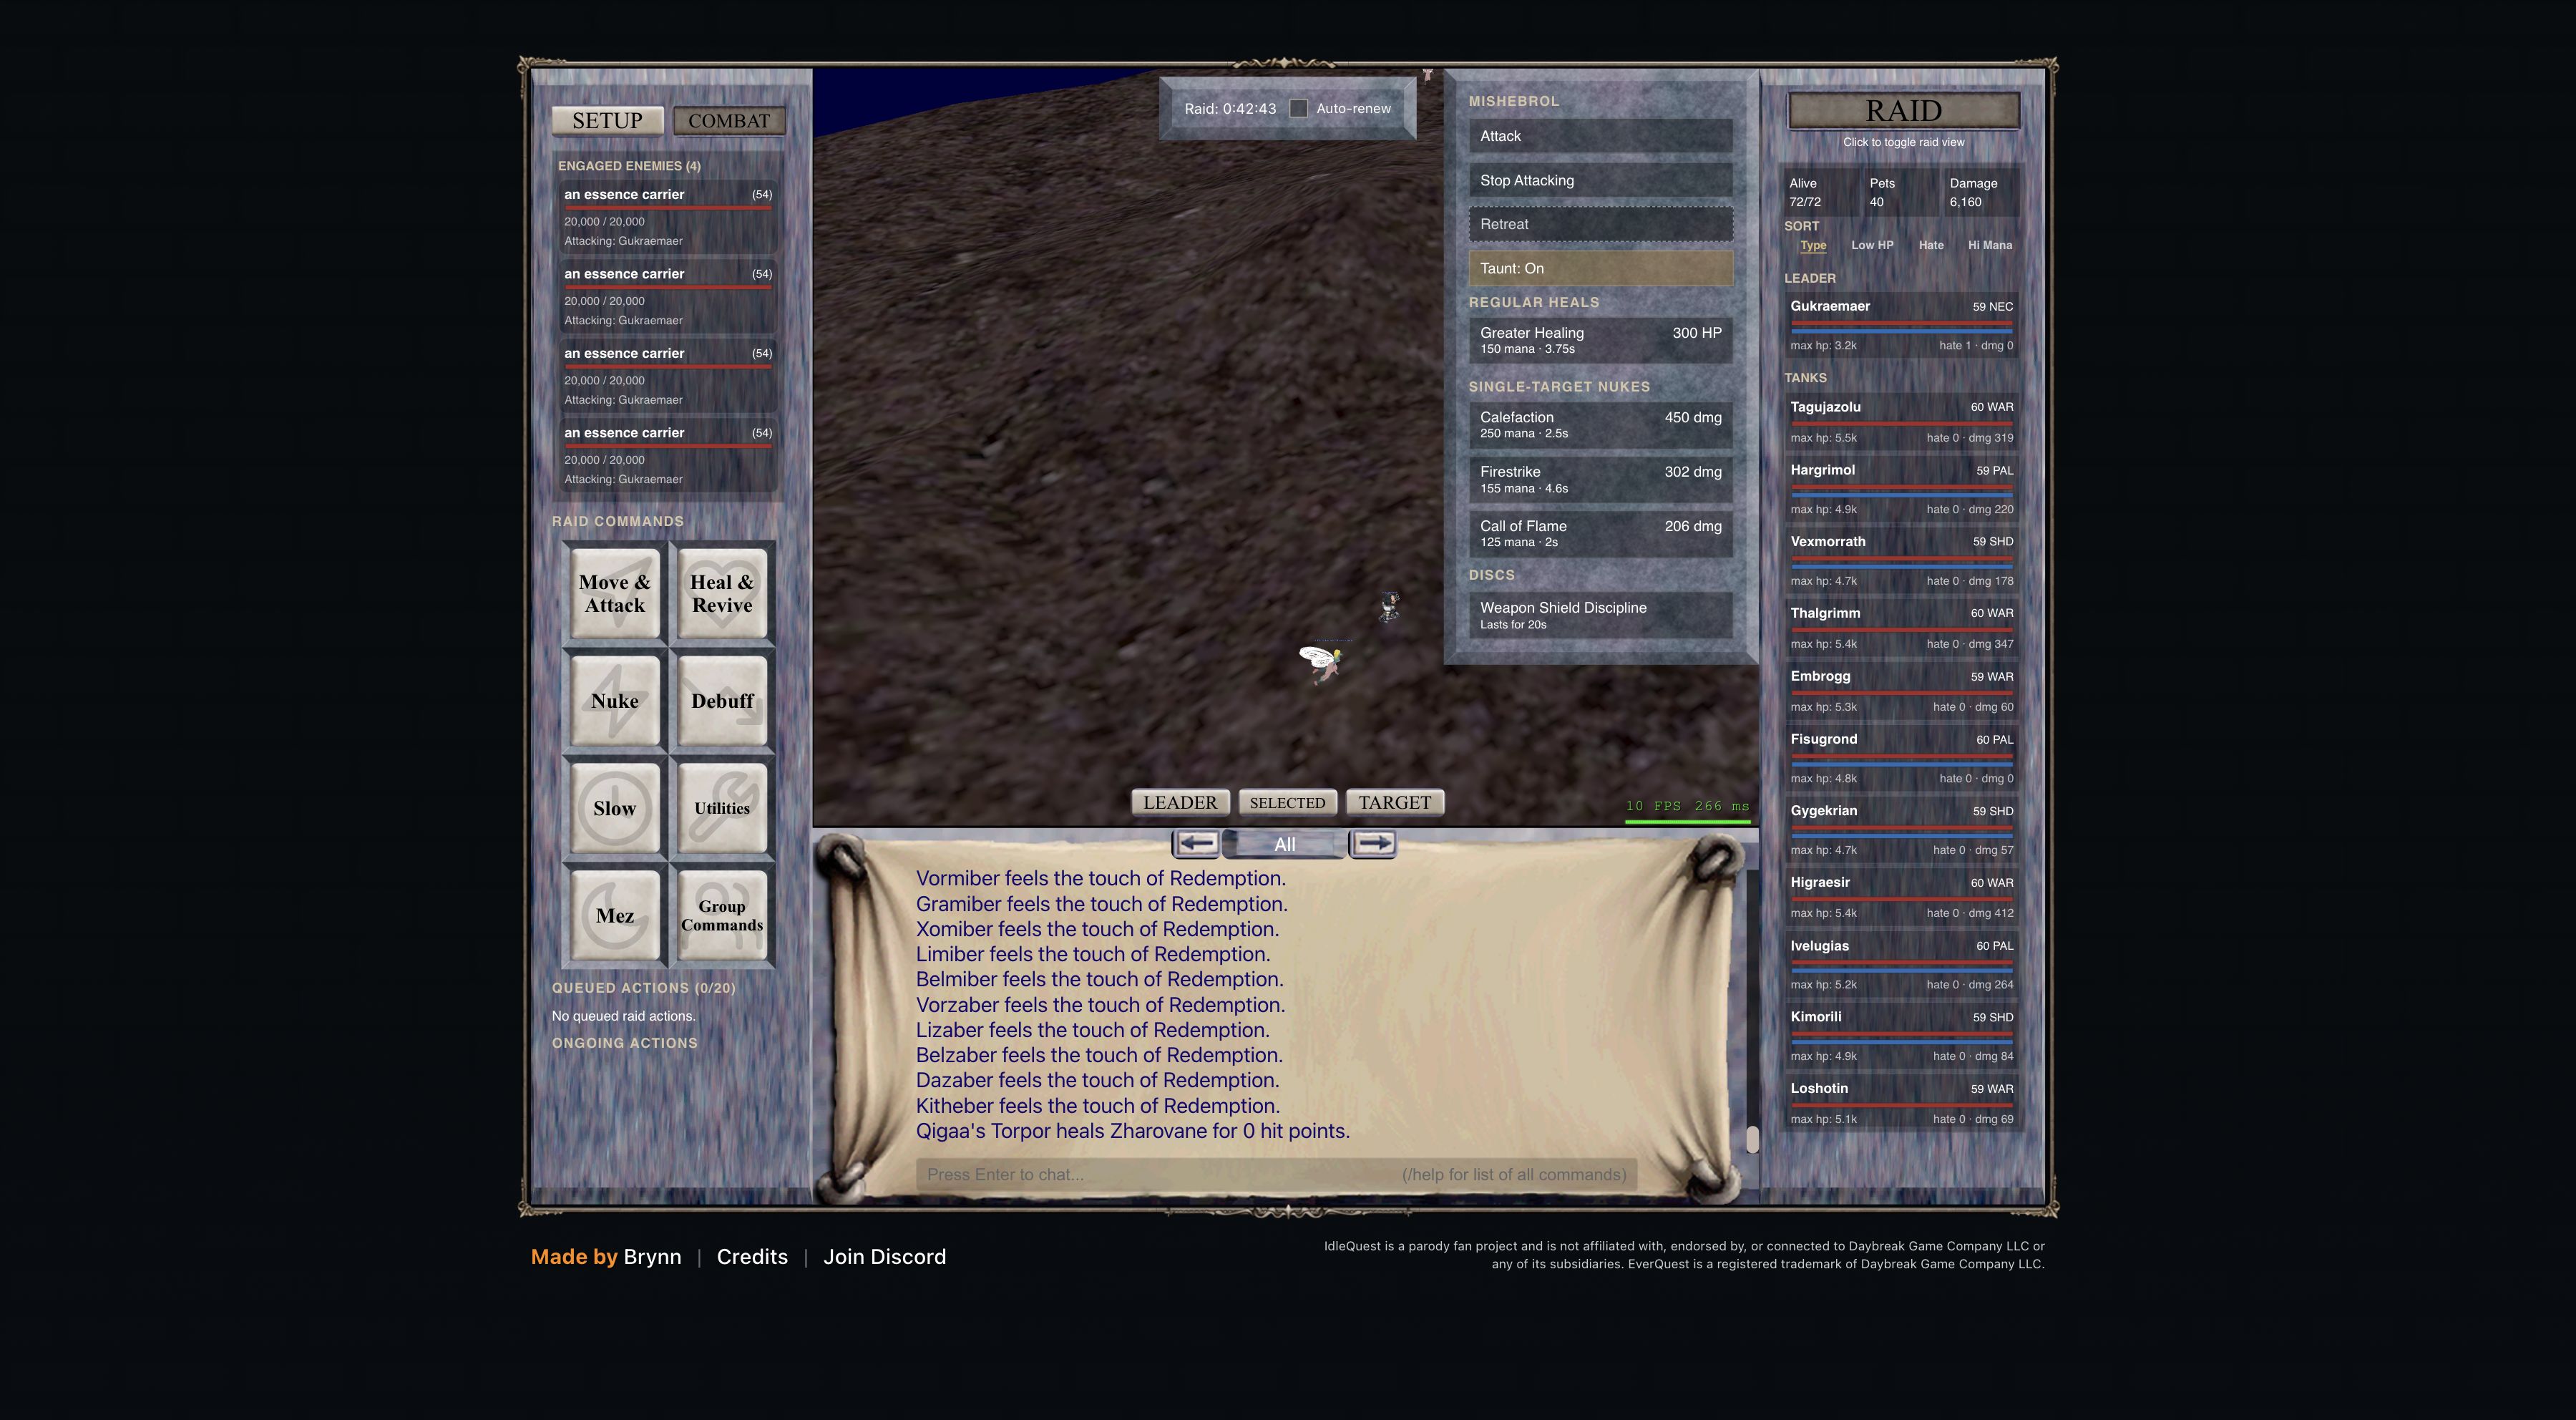 SETUP
COMBAT
ENGAGED ENEMIES (4)
an essence carrier (54)
20,000 / 20,000
Attacking: Gukraemaer
an essence carrier (54)
20,000 / 20,000
Attacking: Gukraemaer
an essence carrier (54)
20,000 / 20,000
Attacking: Gukraemaer
an essence carrier (54)
20,000 / 20,000
Attacking: Gukraemaer
RAID COMMANDS
Move &
Attack
Heal &
Revive
Nuke
Debuff
Slow
Utilities
Mez
Group
Commands
QUEUED ACTIONS (0/20)
No queued raid actions.
ONGOING ACTIONS
Raid: 0:42:43 Auto-renew
MISHEBROL
Attack
Stop Attacking
Retreat
Taunt: On
REGULAR HEALS
Greater Healing 300 HP
150 mana · 3.75s
SINGLE-TARGET NUKES
Calefaction 450 dmg
250 mana · 2.5s
Firestrike 302 dmg
155 mana · 4.6s
Call of Flame 206 dmg
125 mana · 2s
DISCS
Weapon Shield Discipline
Lasts for 20s
LEADER
SELECTED
TARGET
10 FPS 266 ms
All
Vormiber feels the touch of Redemption.
Gramiber feels the touch of Redemption.
Xomiber feels the touch of Redemption.
Limiber feels the touch of Redemption.
Belmiber feels the touch of Redemption.
Vorzaber feels the touch of Redemption.
Lizaber feels the touch of Redemption.
Belzaber feels the touch of Redemption.
Dazaber feels the touch of Redemption.
Kitheber feels the touch of Redemption.
Qigaa's Torpor heals Zharovane for 0 hit points.
Press Enter to chat... (/help for list of all commands)
RAID
Click to toggle raid view
Alive Pets Damage
72/72 40 6,160
SORT
Type Low HP Hate Hi Mana
LEADER
Gukraemaer 59 NEC
max hp: 3.2k hate 1 · dmg 0
TANKS
Tagujazolu 60 WAR
max hp: 5.5k hate 0 · dmg 319
Hargrimol 59 PAL
max hp: 4.9k hate 0 · dmg 220
Vexmorrath 59 SHD
max hp: 4.7k hate 0 · dmg 178
Thalgrimm 60 WAR
max hp: 5.4k hate 0 · dmg 347
Embrogg 59 WAR
max hp: 5.3k hate 0 · dmg 60
Fisugrond 60 PAL
max hp: 4.8k hate 0 · dmg 0
Gygekrian 59 SHD
max hp: 4.7k hate 0 · dmg 57
Higraesir 60 WAR
max hp: 5.4k hate 0 · dmg 412
Ivelugias 60 PAL
max hp: 5.2k hate 0 · dmg 264
Kimorili 59 SHD
max hp: 4.9k hate 0 · dmg 84
Loshotin 59 WAR
max hp: 5.1k hate 0 · dmg 69
Made by Brynn | Credits | Join Discord
IdleQuest is a parody fan project and is not affiliated with, endorsed by, or connected to Daybreak Game Company LLC or
any of its subsidiaries. EverQuest is a registered trademark of Daybreak Game Company LLC.